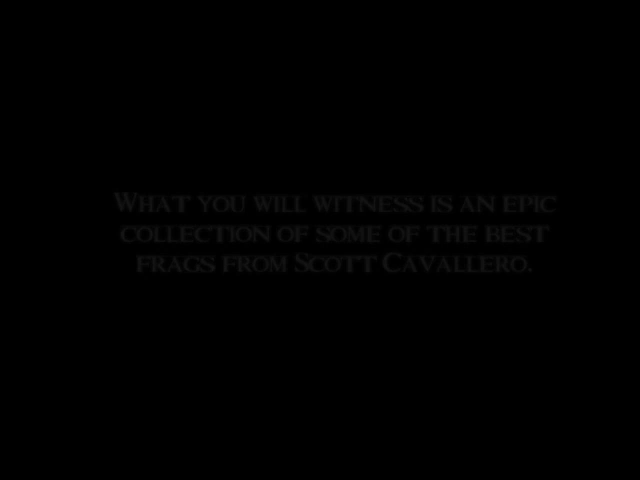 What you will witness is an epic
collection of some of the best
frags from Scott Cavallero.